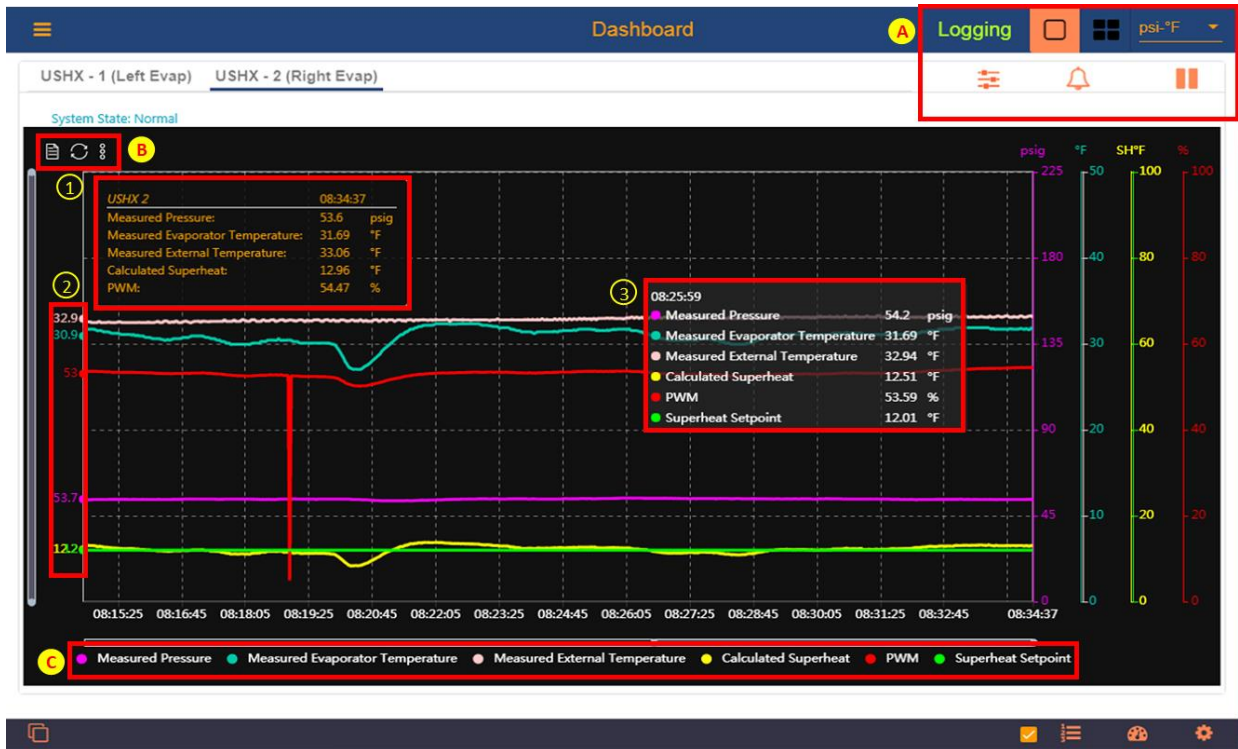 Dashboard
A
Logging
psi-°F
USHX - 1 (Left Evap)
USHX - 2 (Right Evap)
System State: Normal
B
psig °F SH°F %
1
USHX 2 08:34:37
Measured Pressure: 53.6 psig
Measured Evaporator Temperature: 31.69 °F
Measured External Temperature: 33.06 °F
Calculated Superheat: 12.96 °F
PWM: 54.47 %
225 50 100 100
180 40 80 80
2
3
08:25:59
Measured Pressure 54.2 psig
Measured Evaporator Temperature 31.69 °F
Measured External Temperature 32.94 °F
Calculated Superheat 12.51 °F
PWM 53.59 %
Superheat Setpoint 12.01 °F
32.9
30.9
135 30 60 60
53
90 20 40 40
53.7
45 10 20 20
12.2
0 0 0 0
08:15:25 08:16:45 08:18:05 08:19:25 08:20:45 08:22:05 08:23:25 08:24:45 08:26:05 08:27:25 08:28:45 08:30:05 08:31:25 08:32:45 08:34:37
C
Measured Pressure Measured Evaporator Temperature Measured External Temperature Calculated Superheat PWM Superheat Setpoint